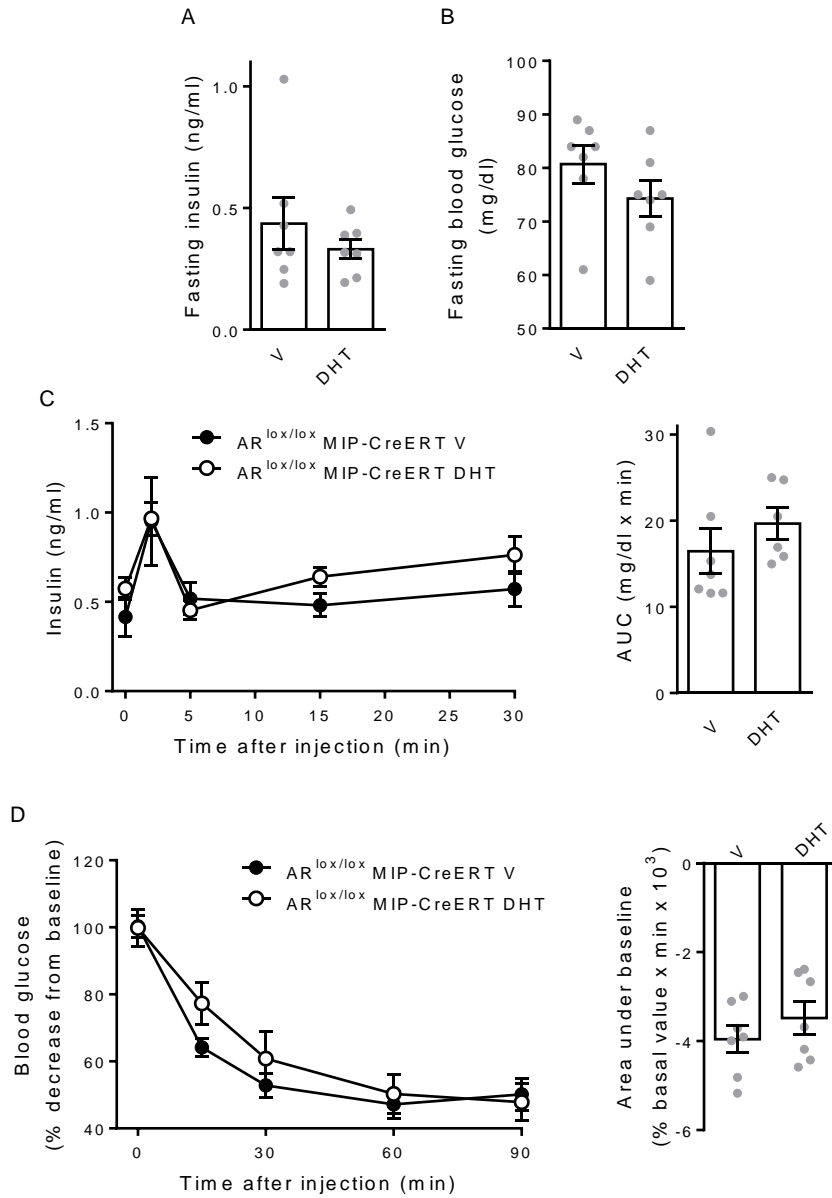 A
Fasting insulin (ng/ml)
1.0
0.5
0.0
V
DHT
B
Fasting blood glucose
(mg/dl)
100
90
80
70
60
50
V
DHT
C
Insulin (ng/ml)
1.5
1.0
0.5
0.0
AR lox/lox MIP-CreERT V
AR lox/lox MIP-CreERT DHT
0 5 10 15 20 25 30
Time after injection (min)
AUC (mg/dl x min)
30
20
10
0
V
DHT
D
Blood glucose
(% decrease from baseline)
120
100
80
60
40
AR lox/lox MIP-CreERT V
AR lox/lox MIP-CreERT DHT
0 30 60 90
Time after injection (min)
Area under baseline
(% basal value x min x 10³)
V
DHT
0
-2
-4
-6